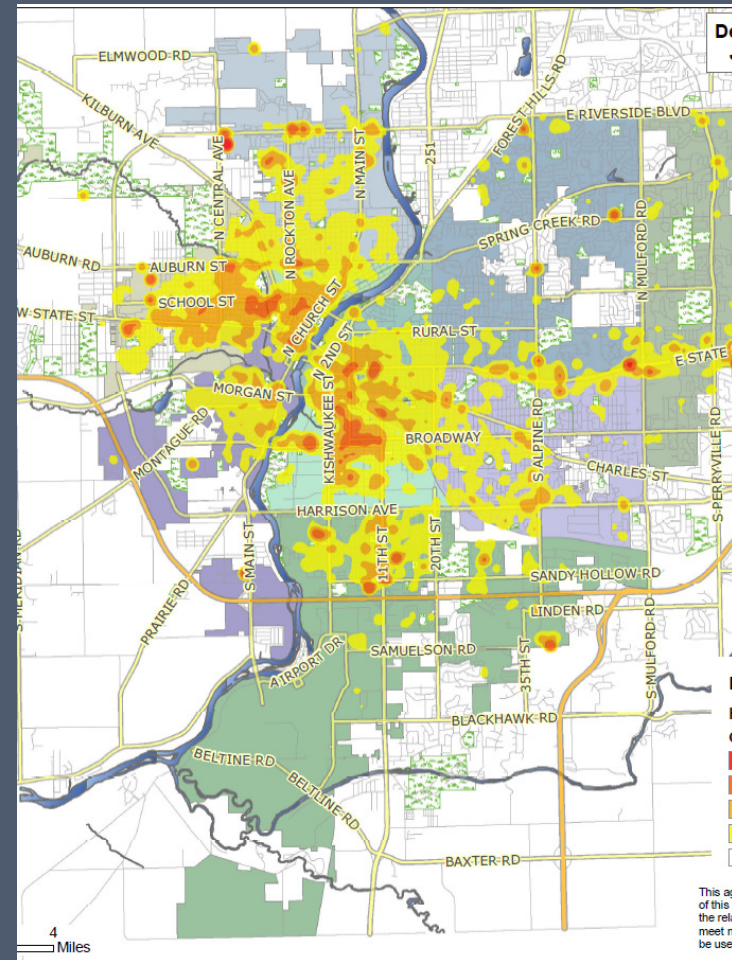 De
ELMWOOD RD
KILBURN AVE
N CENTRAL AVE
N ROCKTON AVE
N MAIN ST
251
FOREST HILLS RD
E RIVERSIDE BLVD
SPRING CREEK RD
N MULFORD RD
AUBURN RD
AUBURN ST
SCHOOL ST
W STATE ST
N CHURCH ST
N 2ND ST
RURAL ST
E STATE
MORGAN ST
MONTAGUE RD
KISHWAUKEE ST
BROADWAY
S ALPINE RD
CHARLES ST
S PERRYVILLE RD
HARRISON AVE
S MAIN ST
11TH ST
20TH ST
SANDY HOLLOW RD
LINDEN RD
S MERIDIAN RD
PRAIRIE RD
AIRPORT DR
SAMUELSON RD
35TH ST
S MULFORD RD
BLACKHAWK RD
BELTINE RD
BELTLINE RD
BAXTER RD
4
Miles
This ag
of this
the rela
meet n
be use